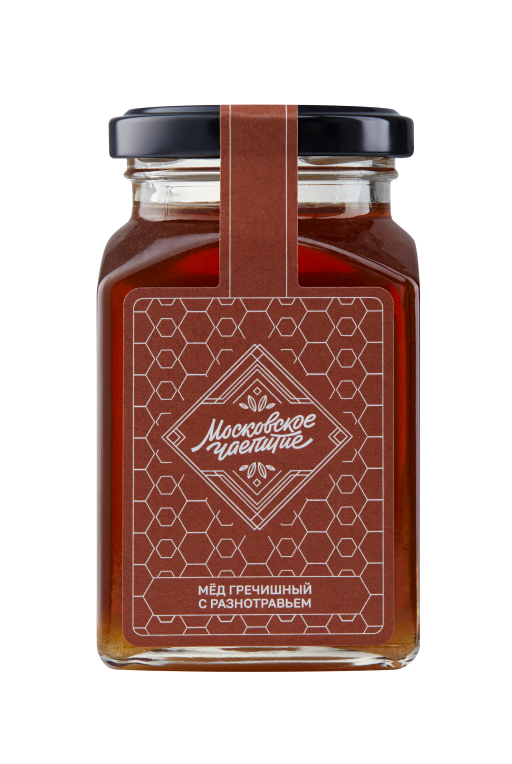 Московское
чаепитие
МЁД ГРЕЧИШНЫЙ
С РАЗНОТРАВЬЕМ